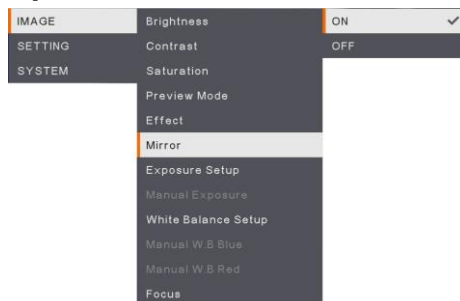 IMAGE
SETTING
SYSTEM
Brightness
Contrast
Saturation
Preview Mode
Effect
Mirror
Exposure Setup
Manual Exposure
White Balance Setup
Manual W.B Blue
Manual W.B Red
Focus
ON
OFF